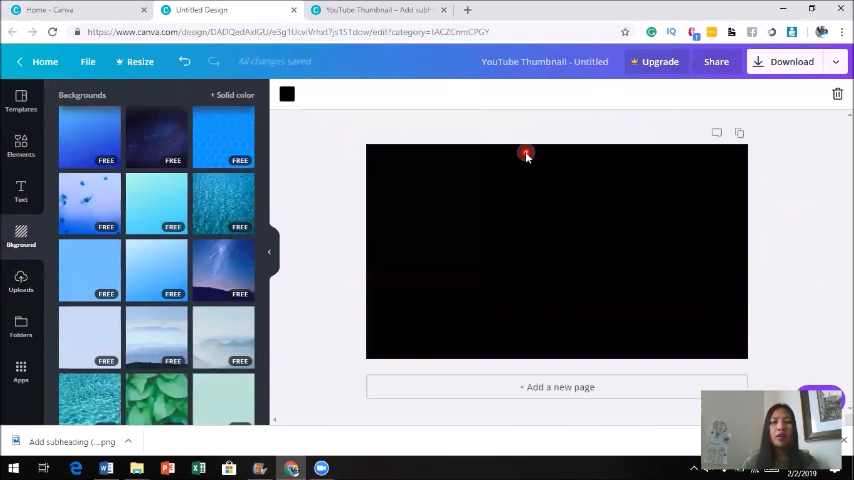 Home - Canva
Untitled Design
YouTube Thumbnail – Add sub
Home
File
Resize
All changes saved
YouTube Thumbnail - Untitled
Upgrade
Share
Download
Templates
Elements
Text
Bkground
Uploads
Folders
Apps
Backgrounds
+ Solid color
FREE
FREE
FREE
FREE
FREE
FREE
FREE
FREE
FREE
FREE
FREE
FREE
+ Add a new page
Add subheading (....png
2/2/2019